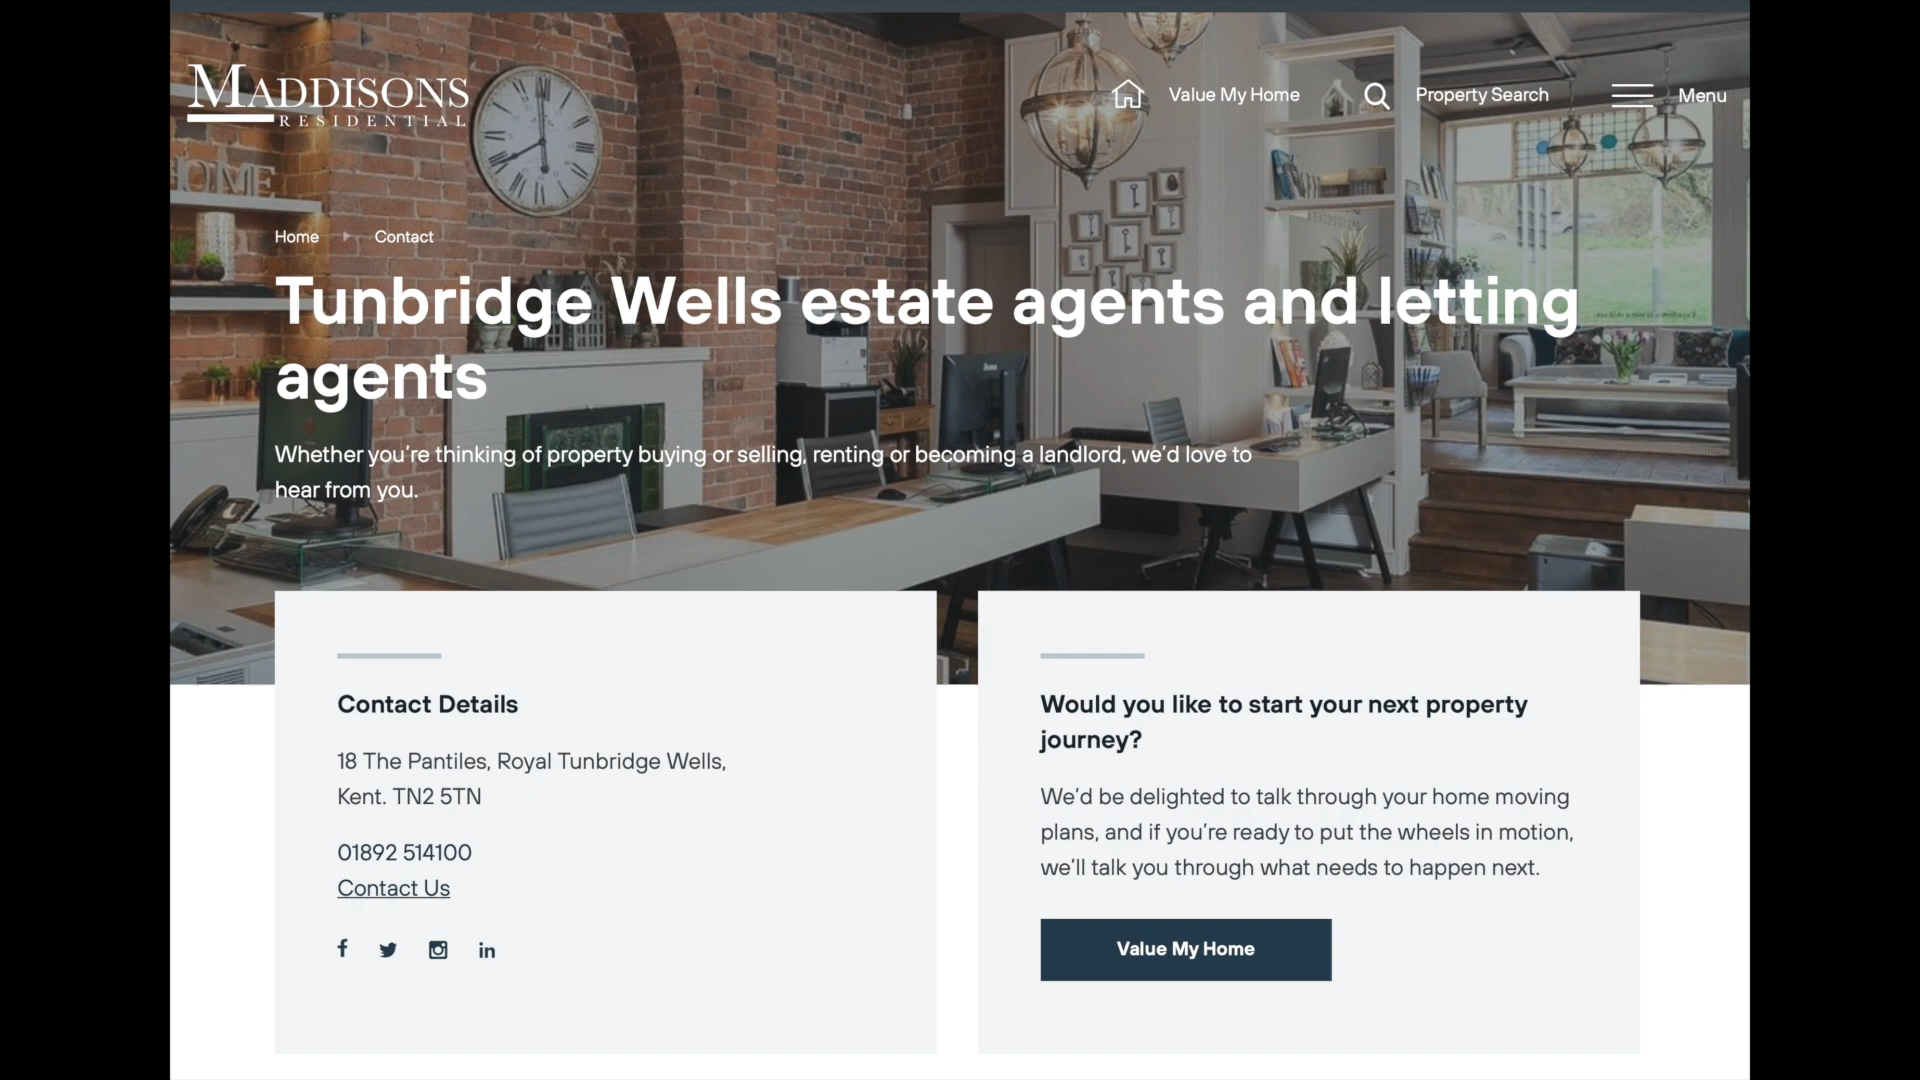 MADDISONS
RESIDENTIAL
Value My Home
Property Search
Menu
HOME
Home
Contact
Tunbridge Wells estate agents and letting
agents
Whether you're thinking of property buying or selling, renting or becoming a landlord, we'd love to
hear from you.
Contact Details
18 The Pantiles, Royal Tunbridge Wells,
Kent. TN2 5TN
01892 514100
Contact Us
Would you like to start your next property
journey?
We'd be delighted to talk through your home moving
plans, and if you're ready to put the wheels in motion,
we'll talk you through what needs to happen next.
Value My Home